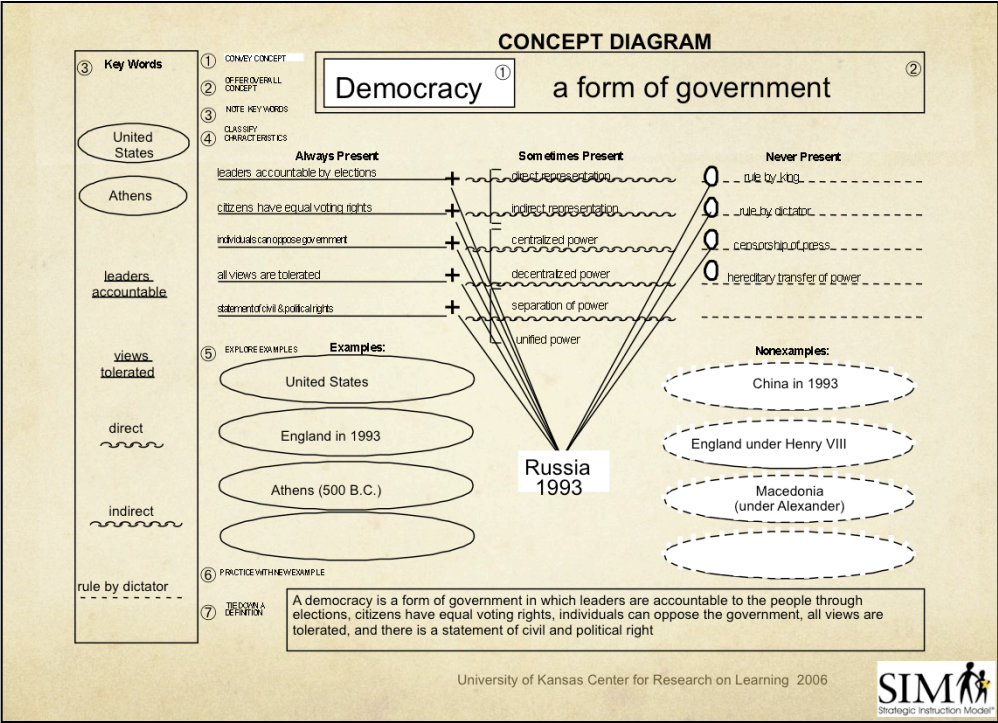 CONCEPT DIAGRAM
③ Key Words
United
States
Athens
leaders
accountable
views
tolerated
direct
indirect
rule by dictator
① CONVEY CONCEPT
② OFFER OVERALL
CONCEPT
③ NOTE KEY WORDS
④ CLASSIFY
CHARACTERISTICS
Democracy ① a form of government ②
Always Present
leaders accountable by elections
citizens have equal voting rights
individuals can oppose government
all views are tolerated
statement of civil & political rights
Sometimes Present
direct representation
indirect representation
centralized power
decentralized power
separation of power
unified power
Never Present
rule by king
rule by dictator
censorship of press
hereditary transfer of power
⑤ EXPLORE EXAMPLES
Examples:
United States
England in 1993
Athens (500 B.C.)
Russia
1993
Nonexamples:
China in 1993
England under Henry VIII
Macedonia
(under Alexander)
⑥ PRACTICE WITH NEW EXAMPLE
⑦ TIE DOWN A
DEFINITION
A democracy is a form of government in which leaders are accountable to the people through
elections, citizens have equal voting rights, individuals can oppose the government, all views are
tolerated, and there is a statement of civil and political right
University of Kansas Center for Research on Learning 2006
SIM
Strategic Instruction Model